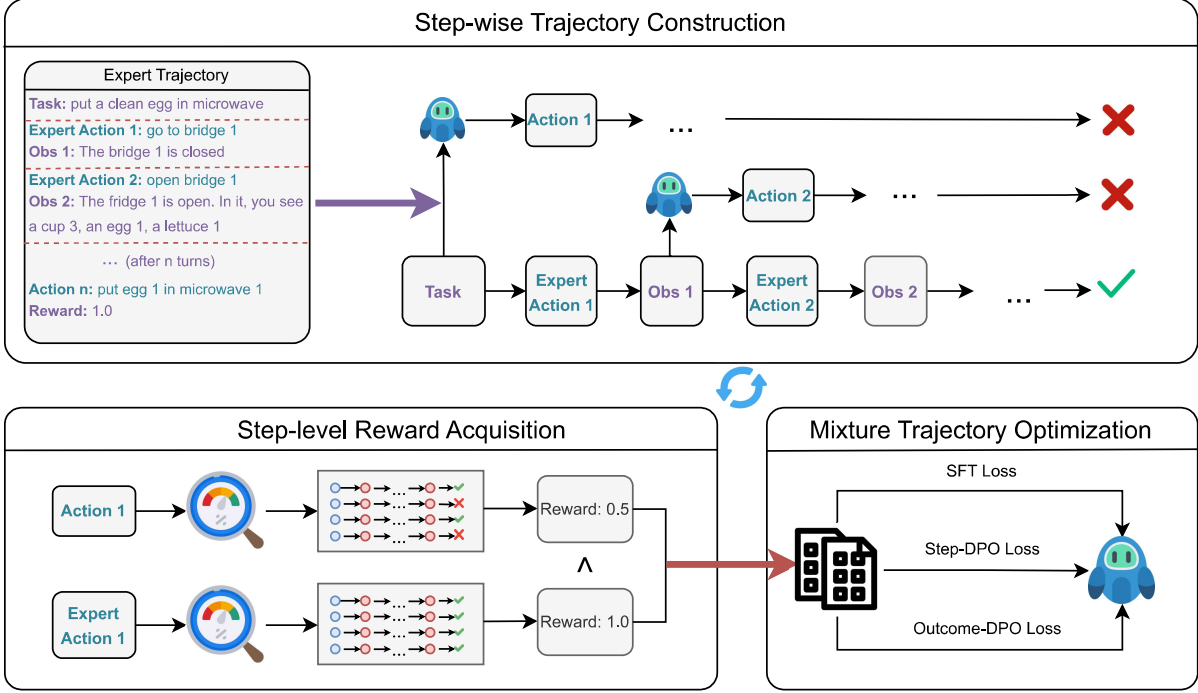 Step-wise Trajectory Construction
Expert Trajectory
Task: put a clean egg in microwave
Expert Action 1: go to bridge 1
Obs 1: The bridge 1 is closed
Expert Action 2: open bridge 1
Obs 2: The fridge 1 is open. In it, you see
a cup 3, an egg 1, a lettuce 1
... (after n turns)
Action n: put egg 1 in microwave 1
Reward: 1.0
Action 1
...
Action 2
...
Task
Expert
Action 1
Obs 1
Expert
Action 2
Obs 2
...
Step-level Reward Acquisition
Action 1
...
...
...
...
Reward: 0.5
<
Expert
Action 1
...
...
...
...
Reward: 1.0
Mixture Trajectory Optimization
SFT Loss
Step-DPO Loss
Outcome-DPO Loss